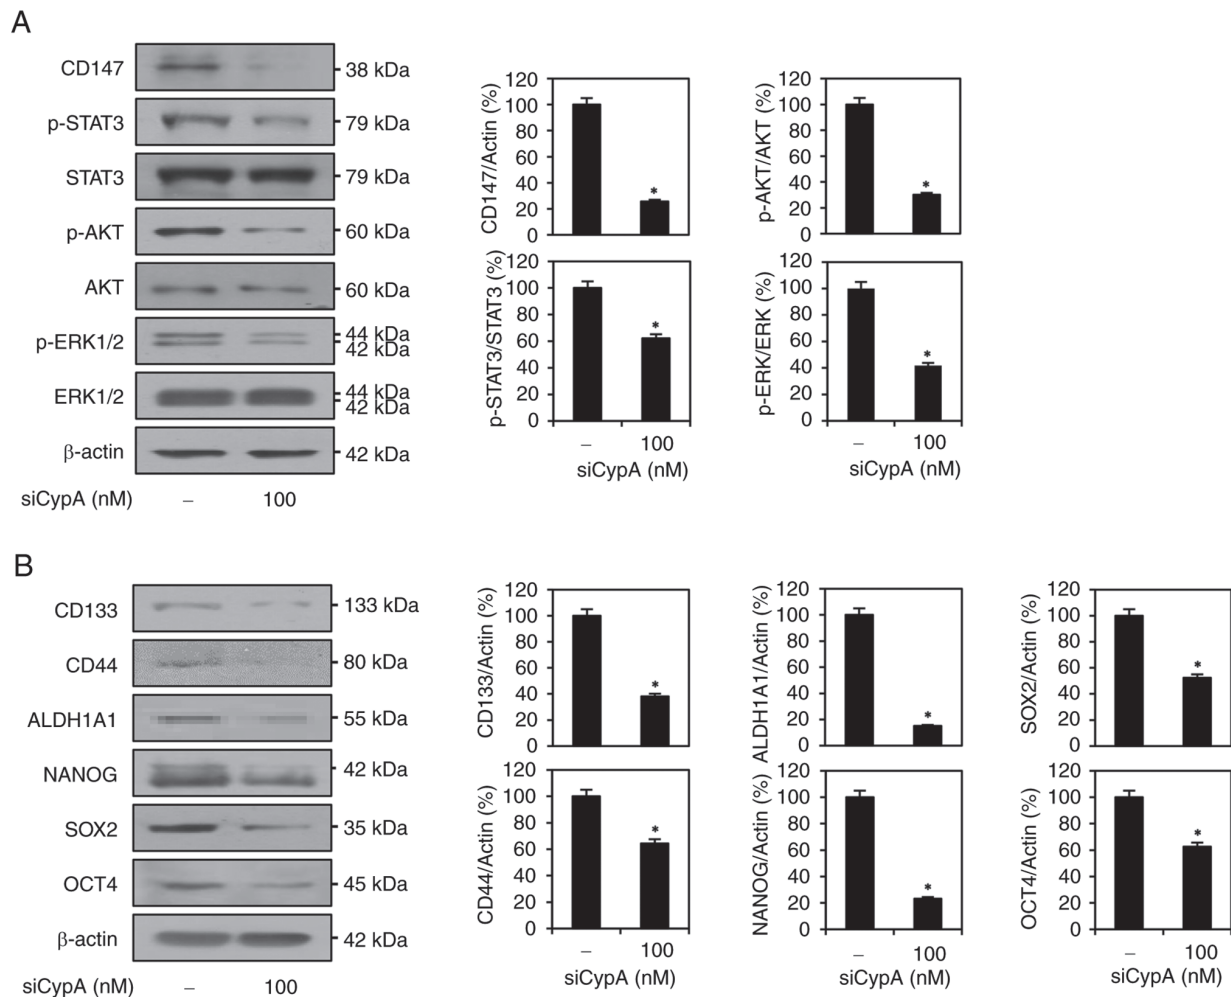 A
CD147
38 kDa
p-STAT3
79 kDa
STAT3
79 kDa
p-AKT
60 kDa
AKT
60 kDa
p-ERK1/2
44 kDa
42 kDa
ERK1/2
44 kDa
42 kDa
β-actin
42 kDa
siCypA (nM) – 100
CD147/Actin (%)
120
100
80
60
40
20
0
*
p-AKT/AKT (%)
120
100
80
60
40
20
0
*
p-STAT3/STAT3 (%)
120
100
80
60
40
20
0
*
– 100
siCypA (nM)
p-ERK/ERK (%)
120
100
80
60
40
20
0
*
– 100
siCypA (nM)
B
CD133
133 kDa
CD44
80 kDa
ALDH1A1
55 kDa
NANOG
42 kDa
SOX2
35 kDa
OCT4
45 kDa
β-actin
42 kDa
siCypA (nM) – 100
CD133/Actin (%)
120
100
80
60
40
20
0
*
ALDH1A1/Actin (%)
120
100
80
60
40
20
0
*
SOX2/Actin (%)
120
100
80
60
40
20
0
*
CD44/Actin (%)
120
100
80
60
40
20
0
*
– 100
siCypA (nM)
NANOG/Actin (%)
120
100
80
60
40
20
0
*
– 100
siCypA (nM)
OCT4/Actin (%)
120
100
80
60
40
20
0
*
– 100
siCypA (nM)